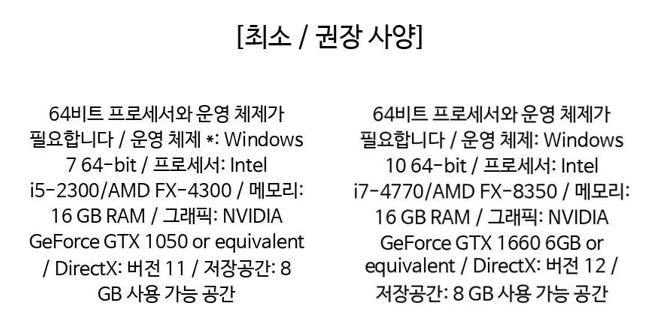 [최소 / 권장 사양]
64비트 프로세서와 운영 체제가
필요합니다 / 운영 체제 *: Windows
7 64-bit / 프로세서: Intel
i5-2300/AMD FX-4300 / 메모리:
16 GB RAM / 그래픽: NVIDIA
GeForce GTX 1050 or equivalent
/ DirectX: 버전 11 / 저장공간: 8
GB 사용 가능 공간
64비트 프로세서와 운영 체제가
필요합니다 / 운영 체제: Windows
10 64-bit / 프로세서: Intel
i7-4770/AMD FX-8350 / 메모리:
16 GB RAM / 그래픽: NVIDIA
GeForce GTX 1660 6GB or
equivalent / DirectX: 버전 12 /
저장공간: 8 GB 사용 가능 공간